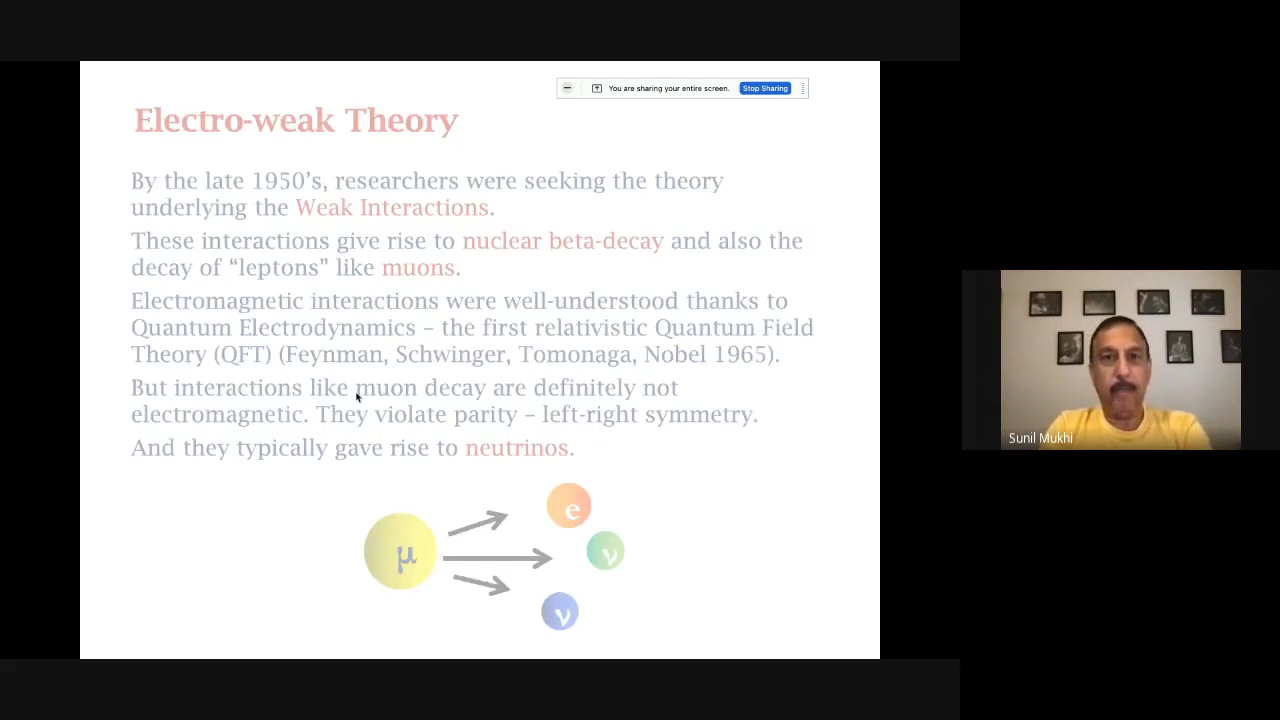 You are sharing your entire screen.
Stop Sharing
Electro-weak Theory
By the late 1950’s, researchers were seeking the theory
underlying the Weak Interactions.
These interactions give rise to nuclear beta-decay and also the
decay of “leptons” like muons.
Electromagnetic interactions were well-understood thanks to
Quantum Electrodynamics – the first relativistic Quantum Field
Theory (QFT) (Feynman, Schwinger, Tomonaga, Nobel 1965).
But interactions like muon decay are definitely not
electromagnetic. They violate parity – left-right symmetry.
And they typically gave rise to neutrinos.
μ
e
ν
ν
Sunil Mukhi